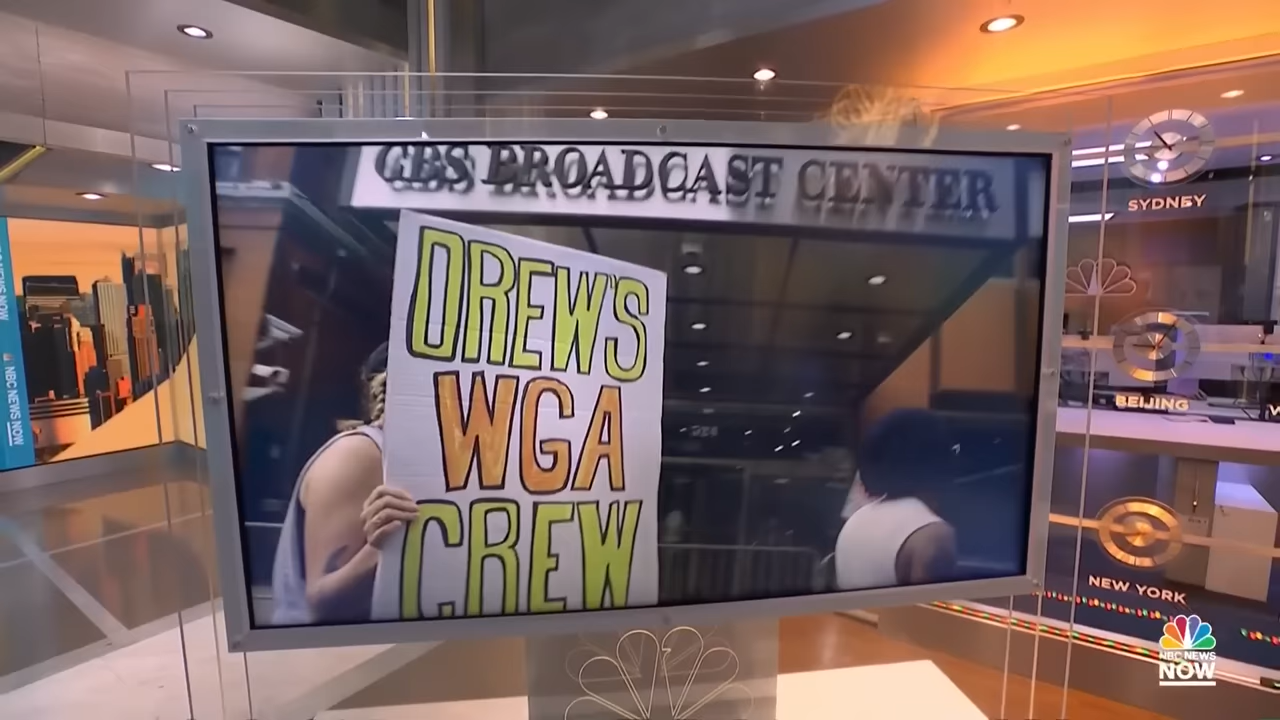 CBS BROADCAST CENTER
DREW'S
WGA
CREW
SYDNEY
BEIJING
NEW YORK
NBC NEWS
NOW
NBC NEWS NOW